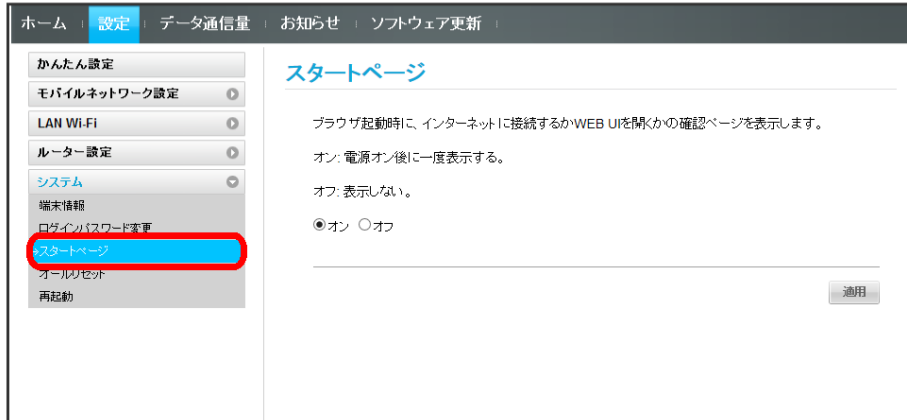 ホーム 設定 データ通信量 お知らせ ソフトウェア更新
かんたん設定
モバイルネットワーク設定
LAN Wi-Fi
ルーター設定
システム
端末情報
ログインパスワード変更
スタートページ
オールリセット
再起動
スタートページ
ブラウザ起動時に、インターネットに接続するかWEB UIを開くかの確認ページを表示します。
オン: 電源オン後に一度表示する。
オフ: 表示しない。
オン オフ
適用